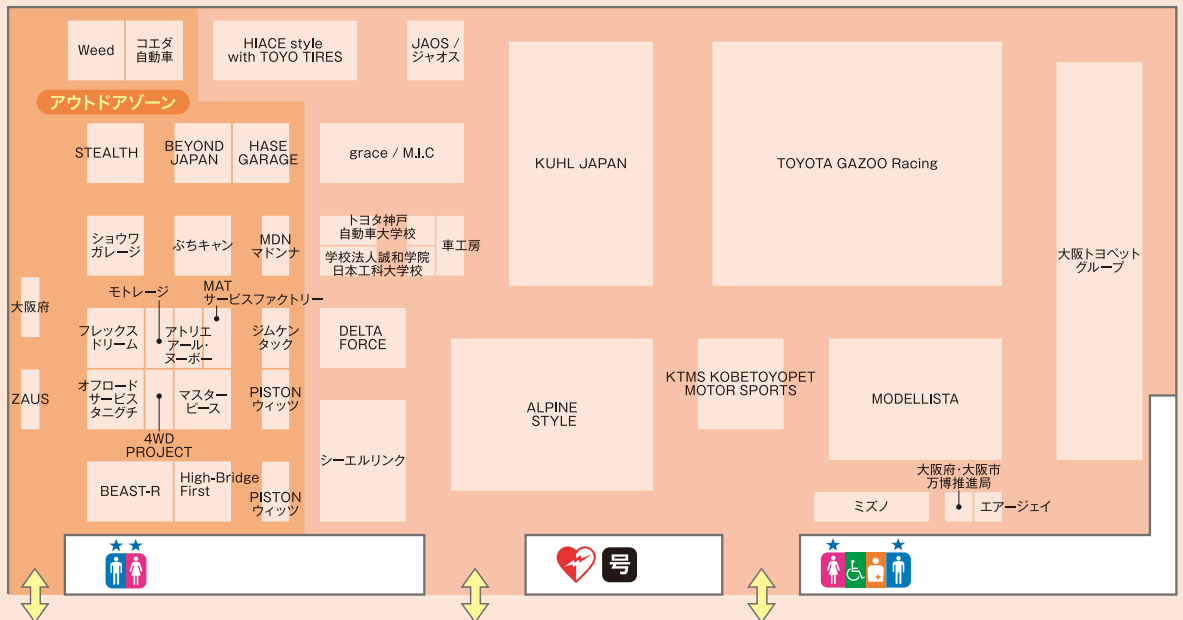 Weed
コエダ
自動車
HIACE style
with TOYO TIRES
JAOS /
ジャオス
アウトドアゾーン
STEALTH
BEYOND
JAPAN
HASE
GARAGE
grace / M.I.C
KUHL JAPAN
TOYOTA GAZOO Racing
大阪トヨペット
グループ
ショウワ
ガレージ
ぷちキャン
MDN
マドンナ
トヨタ神戸
自動車大学校
学校法人誠和学院
日本工科大学校
車工房
大阪府
モトレージ
MAT
サービスファクトリー
フレックス
ドリーム
アトリエ
アール・
ヌーボー
ジムケン
タック
DELTA
FORCE
ZAUS
オフロード
サービス
タニグチ
マスター
ピース
PISTON
ウィッツ
4WD
PROJECT
ALPINE
STYLE
KTMS KOBETOYOPET
MOTOR SPORTS
MODELLISTA
シーエルリンク
BEAST-R
High-Bridge
First
PISTON
ウィッツ
大阪府・大阪市
万博推進局
ミズノ
エアージェイ
号